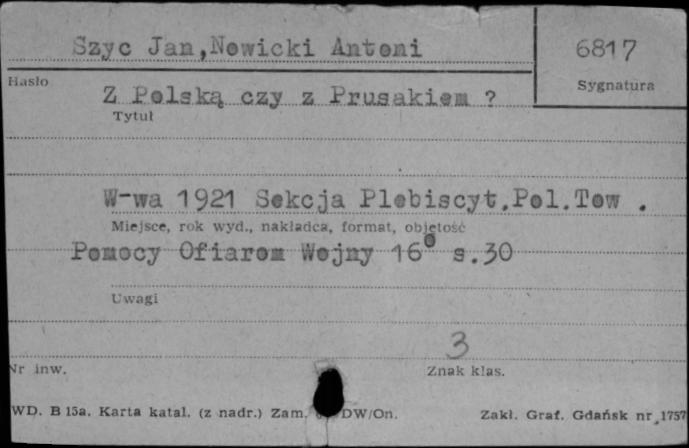 Szyc Jan,Nowicki Antoni
6817
Hasło
Sygnatura
Z Polską czy z Prusakiem ?
Tytuł
W-wa 1921 Sekcja Plebiscyt.Pol.Tow .
Miejsce, rok wyd., nakładca, format, objętość
Pomocy Ofiarom Wojny 16° s.30
Uwagi
3
Nr inw.
Znak klas.
WD. B 15a. Karta katal. (z nadr.) Zam. DW/On.
Zakł. Graf. Gdańsk nr 1757